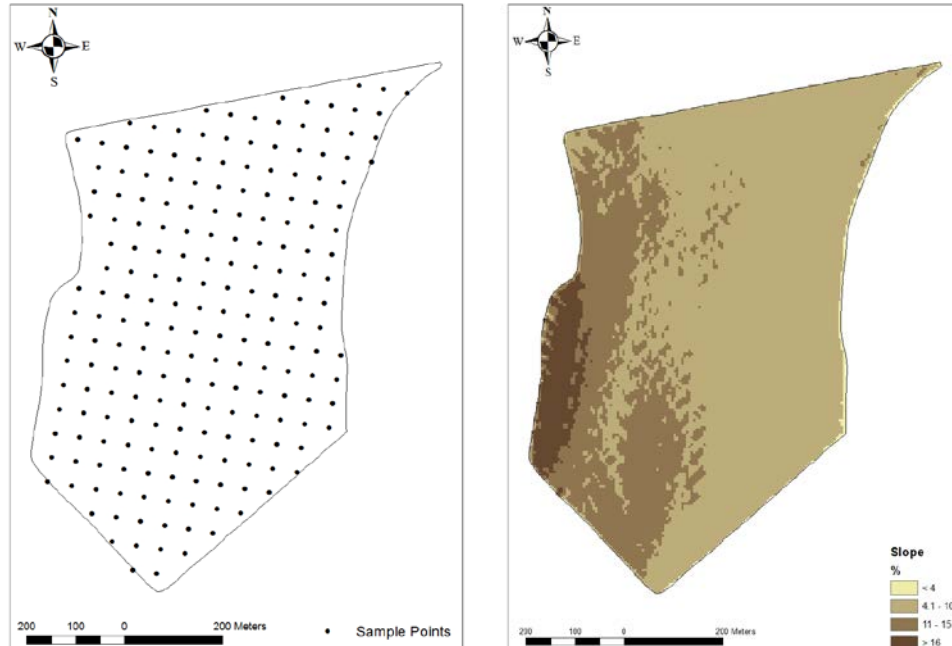 N
W E
S
200 100 0 200 Meters
Sample Points
N
W E
S
Slope
%
< 4
4.1 - 10
11 - 15
> 16
200 100 0 200 Meters